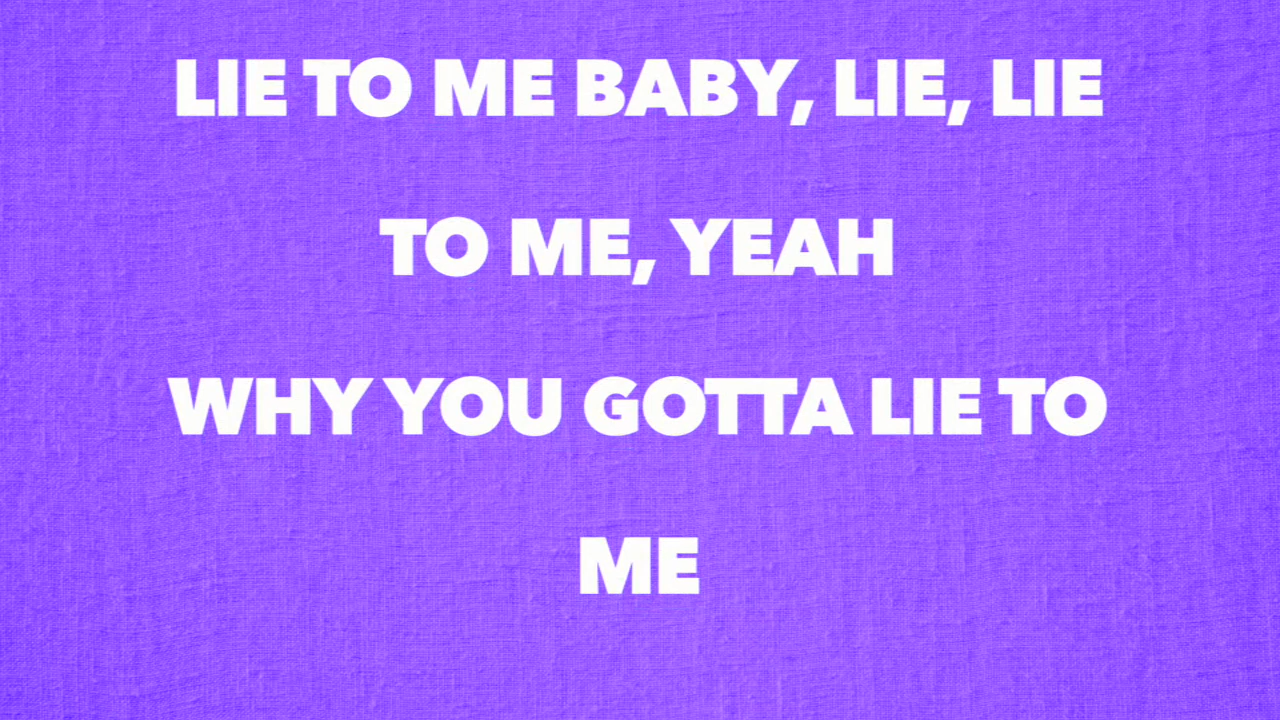 LIE TO ME BABY, LIE, LIE
TO ME, YEAH
WHY YOU GOTTA LIE TO
ME